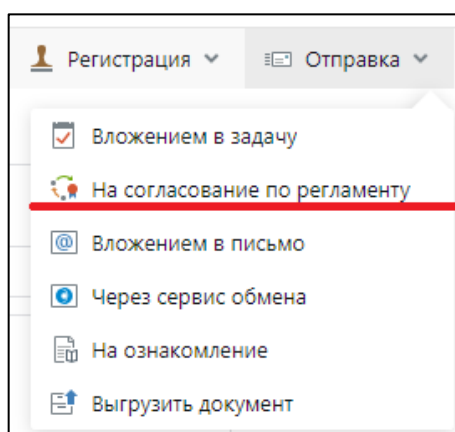 Регистрация Отправка
Вложением в задачу
На согласование по регламенту
Вложением в письмо
Через сервис обмена
На ознакомление
Выгрузить документ